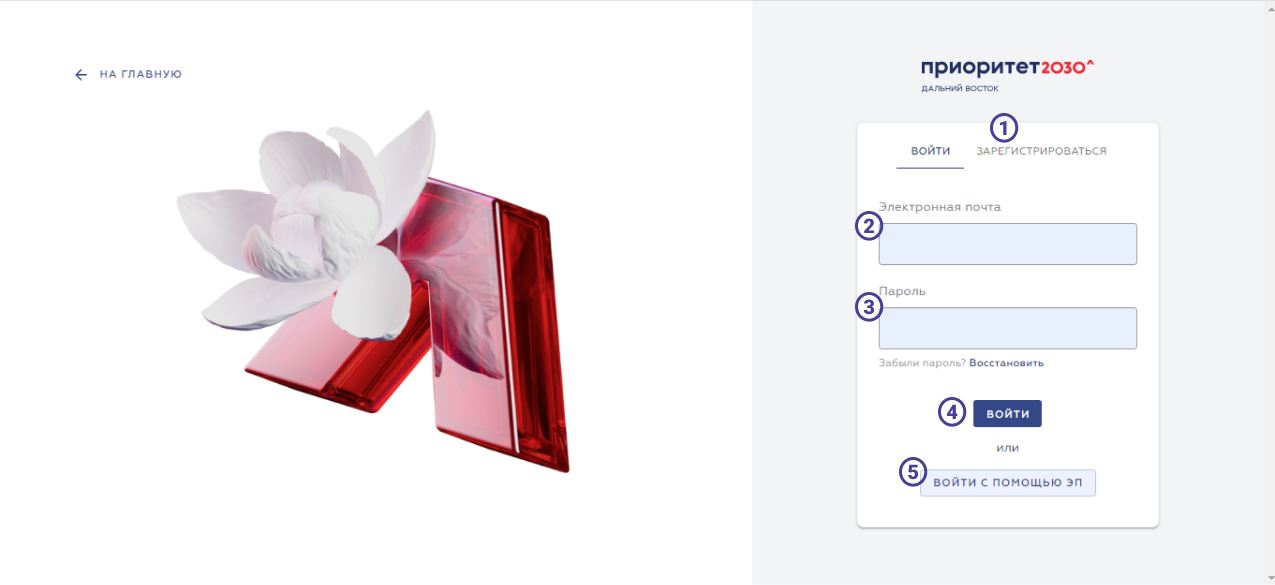 ← НА ГЛАВНУЮ
приоритет2030^
ДАЛЬНИЙ ВОСТОК
1
ВОЙТИ ЗАРЕГИСТРИРОВАТЬСЯ
Электронная почта
2
Пароль
3
Забыли пароль? Восстановить
4 ВОЙТИ
или
5 ВОЙТИ С ПОМОЩЬЮ ЭП